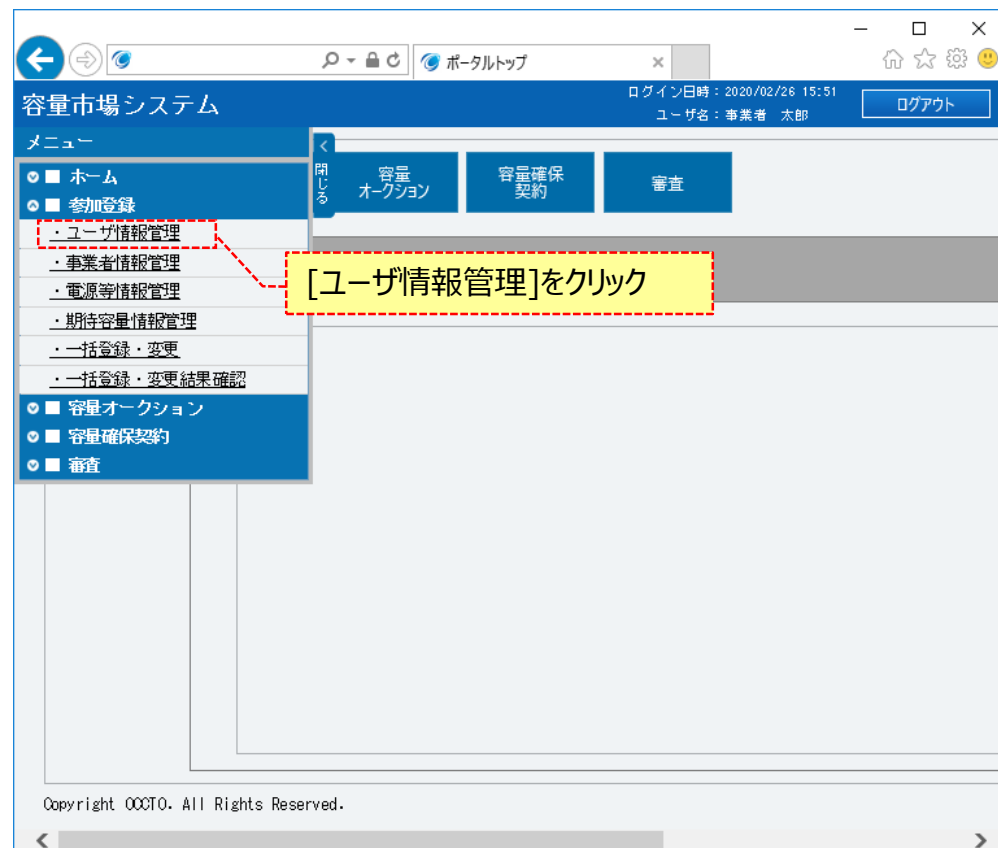 ポータルトップ
容量市場システム
ログイン日時：2020/02/26 15:51
ユーザ名：事業者 太郎
ログアウト
メニュー
閉じる
■ ホーム
■ 参加登録
・ユーザ情報管理
・事業者情報管理
・電源等情報管理
・期待容量情報管理
・一括登録・変更
・一括登録・変更結果確認
■ 容量オークション
■ 容量確保契約
■ 審査
容量
オークション
容量確保
契約
審査
[ユーザ情報管理]をクリック
Copyright OCCTO. All Rights Reserved.